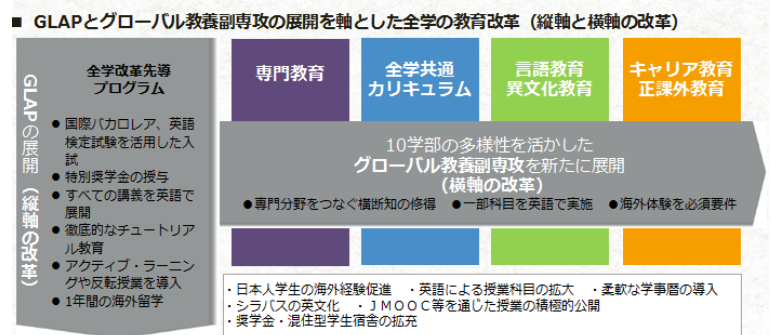 ■ GLAPとグローバル教養副専攻の展開を軸とした全学の教育改革(縦軸と横軸の改革)
GLAPの展開(縦軸の改革)
全学改革先導
プログラム
● 国際バカロレア、英語
検定試験を活用した入
試
● 特別奨学金の授与
● すべての講義を英語で
展開
● 徹底的なチュートリア
ル教育
● アクティブ・ラーニン
グや反転授業を導入
● 1年間の海外留学
専門教育
全学共通
カリキュラム
言語教育
異文化教育
キャリア教育
正課外教育
10学部の多様性を活かした
グローバル教養副専攻を新たに展開
(横軸の改革)
●専門分野をつなぐ横断知の修得 ●一部科目を英語で実施 ●海外体験を必須要件
・日本人学生の海外経験促進 ・英語による授業科目の拡大 ・柔軟な学事暦の導入
・シラバスの英文化 ・JMOOC等を通じた授業の積極的公開
・奨学金・混住型学生宿舎の拡充